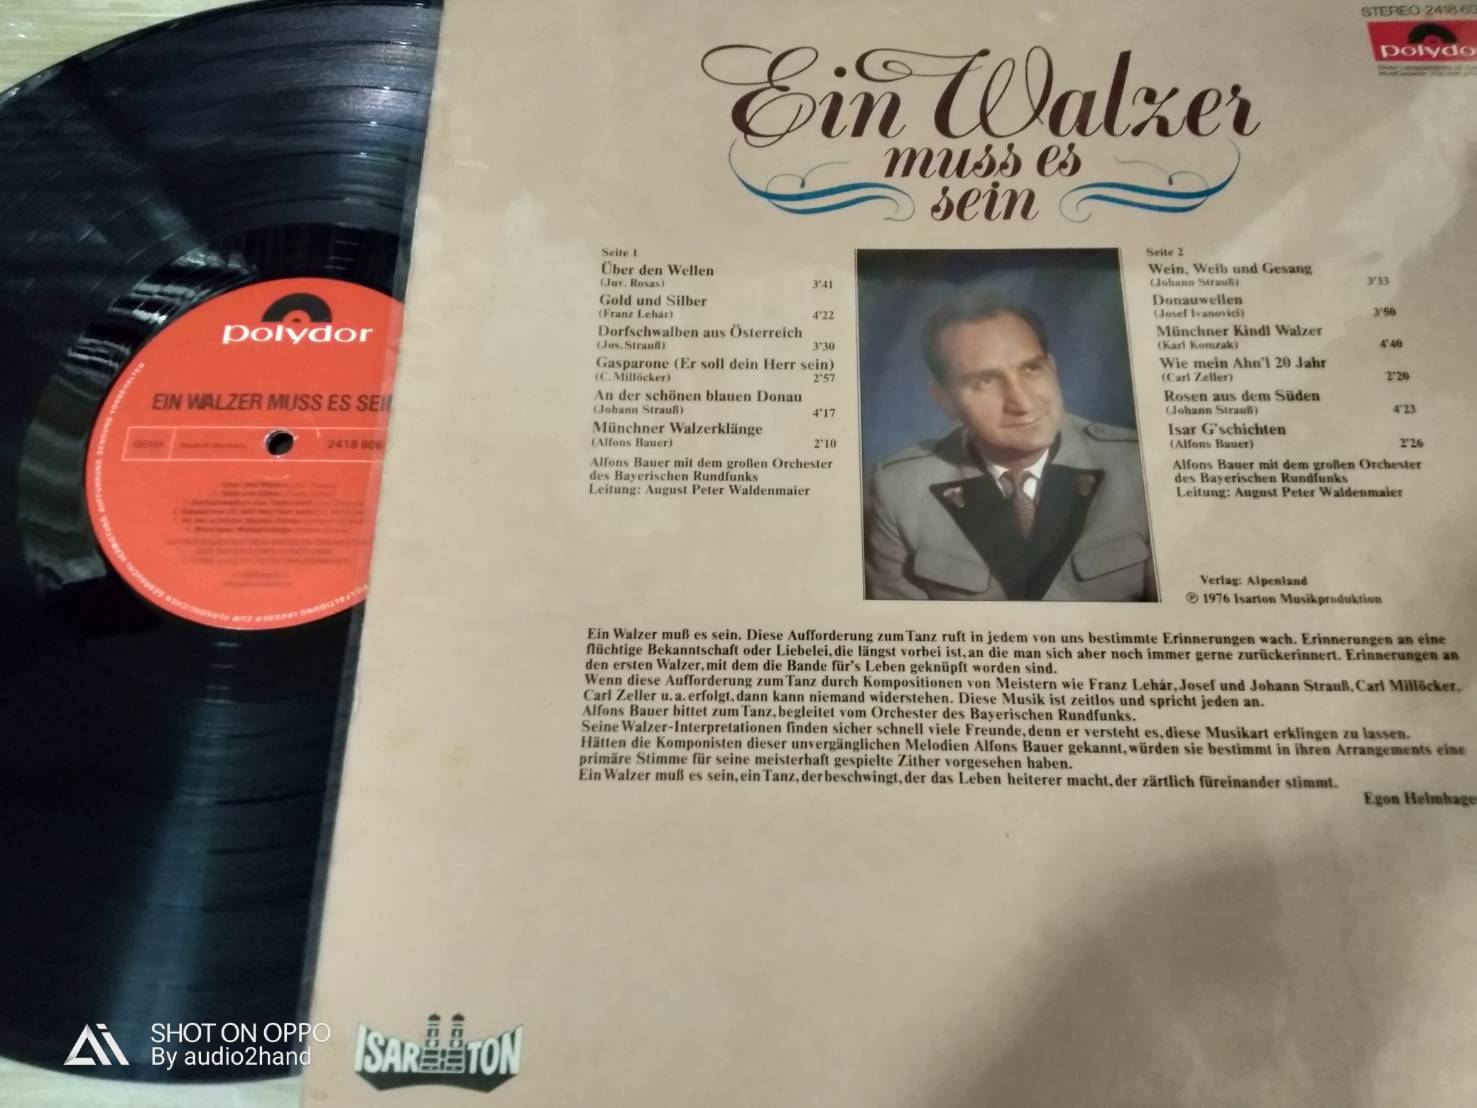 STEREO 2418 60
polydor
Ein Walzer
muss es
sein
Seite 1
Über den Wellen
(Juv. Rosas) 3'41
Gold und Silber
(Franz Lehár) 4'22
Dorfschwalben aus Österreich
(Jos. Strauß) 3'30
Gasparone (Er soll dein Herr sein)
(C. Millöcker) 2'57
An der schönen blauen Donau
(Johann Strauß) 4'17
Münchner Walzerklänge
(Alfons Bauer) 2'10
Alfons Bauer mit dem großen Orchester
des Bayerischen Rundfunks
Leitung: August Peter Waldenmaier
Seite 2
Wein, Weib und Gesang
(Johann Strauß) 3'33
Donauwellen
(Josef Ivanovici) 3'50
Münchner Kindl Walzer
(Karl Komzak) 4'40
Wie mein Ahn'l 20 Jahr
(Carl Zeller) 2'20
Rosen aus dem Süden
(Johann Strauß) 4'23
Isar G'schichten
(Alfons Bauer) 2'26
Alfons Bauer mit dem großen Orchester
des Bayerischen Rundfunks
Leitung: August Peter Waldenmaier
Verlag: Alpenland
℗ 1976 Isarton Musikproduktion
Ein Walzer muß es sein. Diese Aufforderung zum Tanz ruft in jedem von uns bestimmte Erinnerungen wach. Erinnerungen an eine
flüchtige Bekanntschaft oder Liebelei, die längst vorbei ist, an die man sich aber noch immer gerne zurückerinnert. Erinnerungen an
den ersten Walzer, mit dem die Bande für's Leben geknüpft worden sind.
Wenn diese Aufforderung zum Tanz durch Kompositionen von Meistern wie Franz Lehár, Josef und Johann Strauß, Carl Millöcker,
Carl Zeller u. a. erfolgt, dann kann niemand widerstehen. Diese Musik ist zeitlos und spricht jeden an.
Alfons Bauer bittet zum Tanz, begleitet vom Orchester des Bayerischen Rundfunks.
Seine Walzer-Interpretationen finden sicher schnell viele Freunde, denn er versteht es, diese Musikart erklingen zu lassen.
Hätten die Komponisten dieser unvergänglichen Melodien Alfons Bauer gekannt, würden sie bestimmt in ihren Arrangements eine
primäre Stimme für seine meisterhaft gespielte Zither vorgesehen haben.
Ein Walzer muß es sein, ein Tanz, derbeschwingt, der das Leben heiterer macht, der zärtlich füreinander stimmt.
Egon Helmhage
polydor
EIN WALZER MUSS ES SEIN
GEMA Made in Germany 2418 606
ISARTON
SHOT ON OPPO
By audio2hand